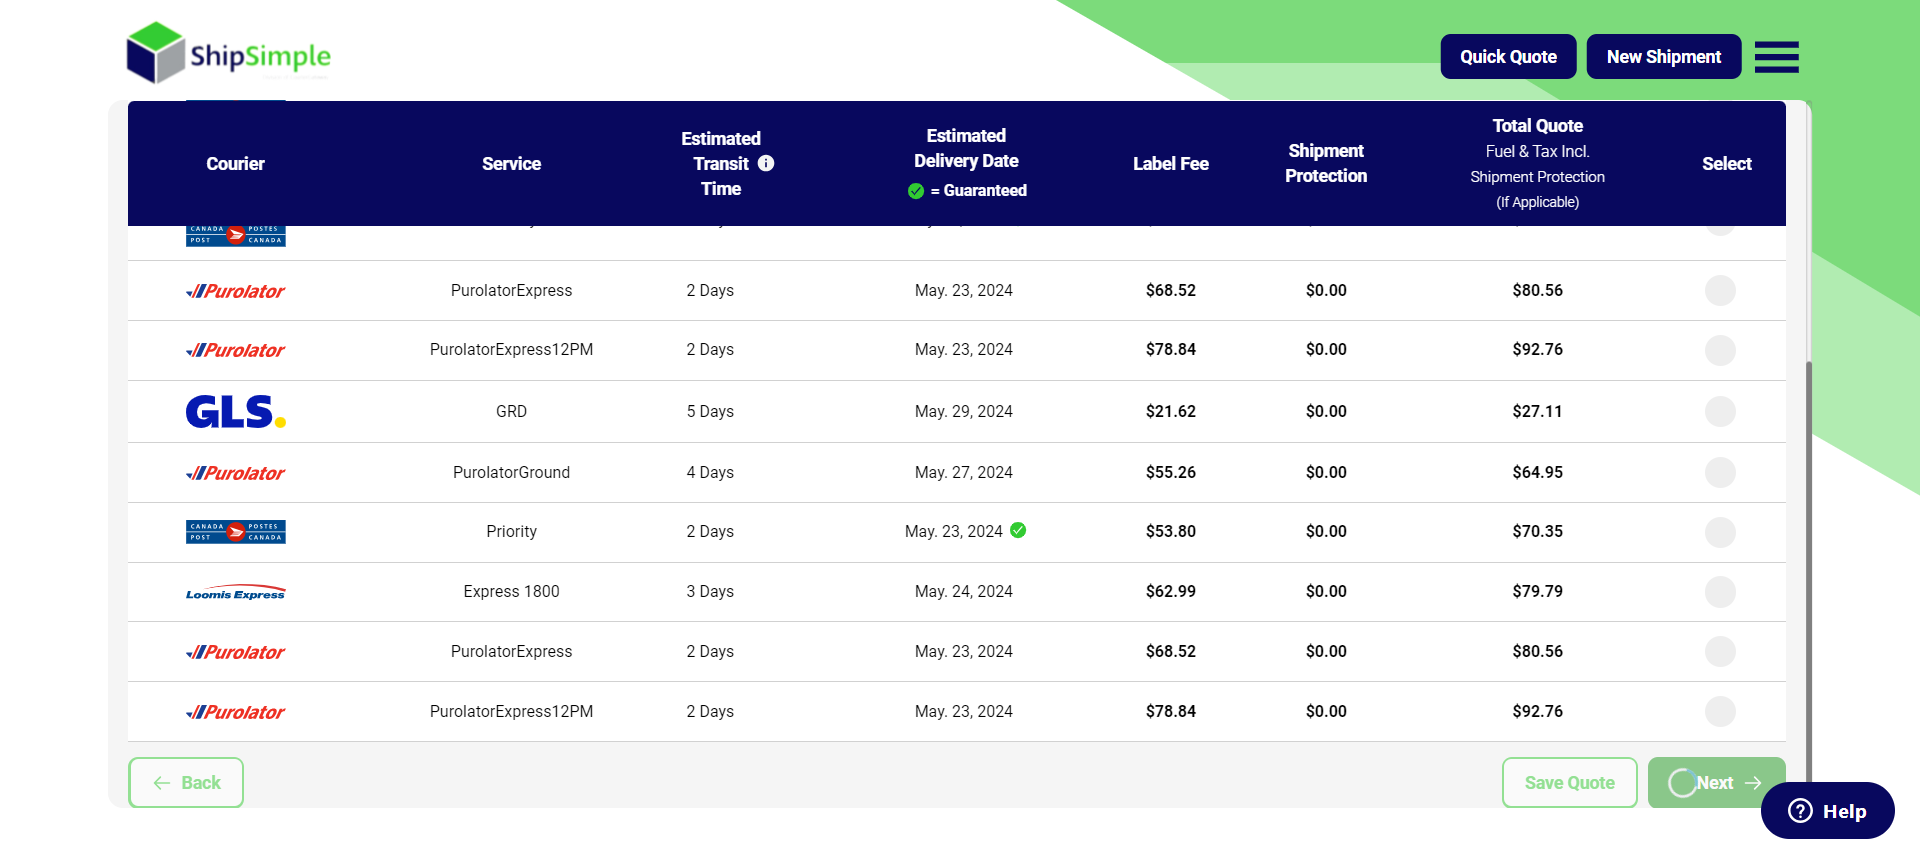 ShipSimple
Quick Quote
New Shipment
Courier
Service
Estimated
Transit
Time
Estimated
Delivery Date
= Guaranteed
Label Fee
Shipment
Protection
Total Quote
Fuel & Tax Incl.
Shipment Protection
(If Applicable)
Select
CANADA POSTES
POST CANADA
Purolator PurolatorExpress 2 Days May. 23, 2024 $68.52 $0.00 $80.56
Purolator PurolatorExpress12PM 2 Days May. 23, 2024 $78.84 $0.00 $92.76
GLS. GRD 5 Days May. 29, 2024 $21.62 $0.00 $27.11
Purolator PurolatorGround 4 Days May. 27, 2024 $55.26 $0.00 $64.95
CANADA POSTES
POST CANADA
Priority 2 Days May. 23, 2024 $53.80 $0.00 $70.35
Loomis Express Express 1800 3 Days May. 24, 2024 $62.99 $0.00 $79.79
Purolator PurolatorExpress 2 Days May. 23, 2024 $68.52 $0.00 $80.56
Purolator PurolatorExpress12PM 2 Days May. 23, 2024 $78.84 $0.00 $92.76
Back
Save Quote
Next
Help